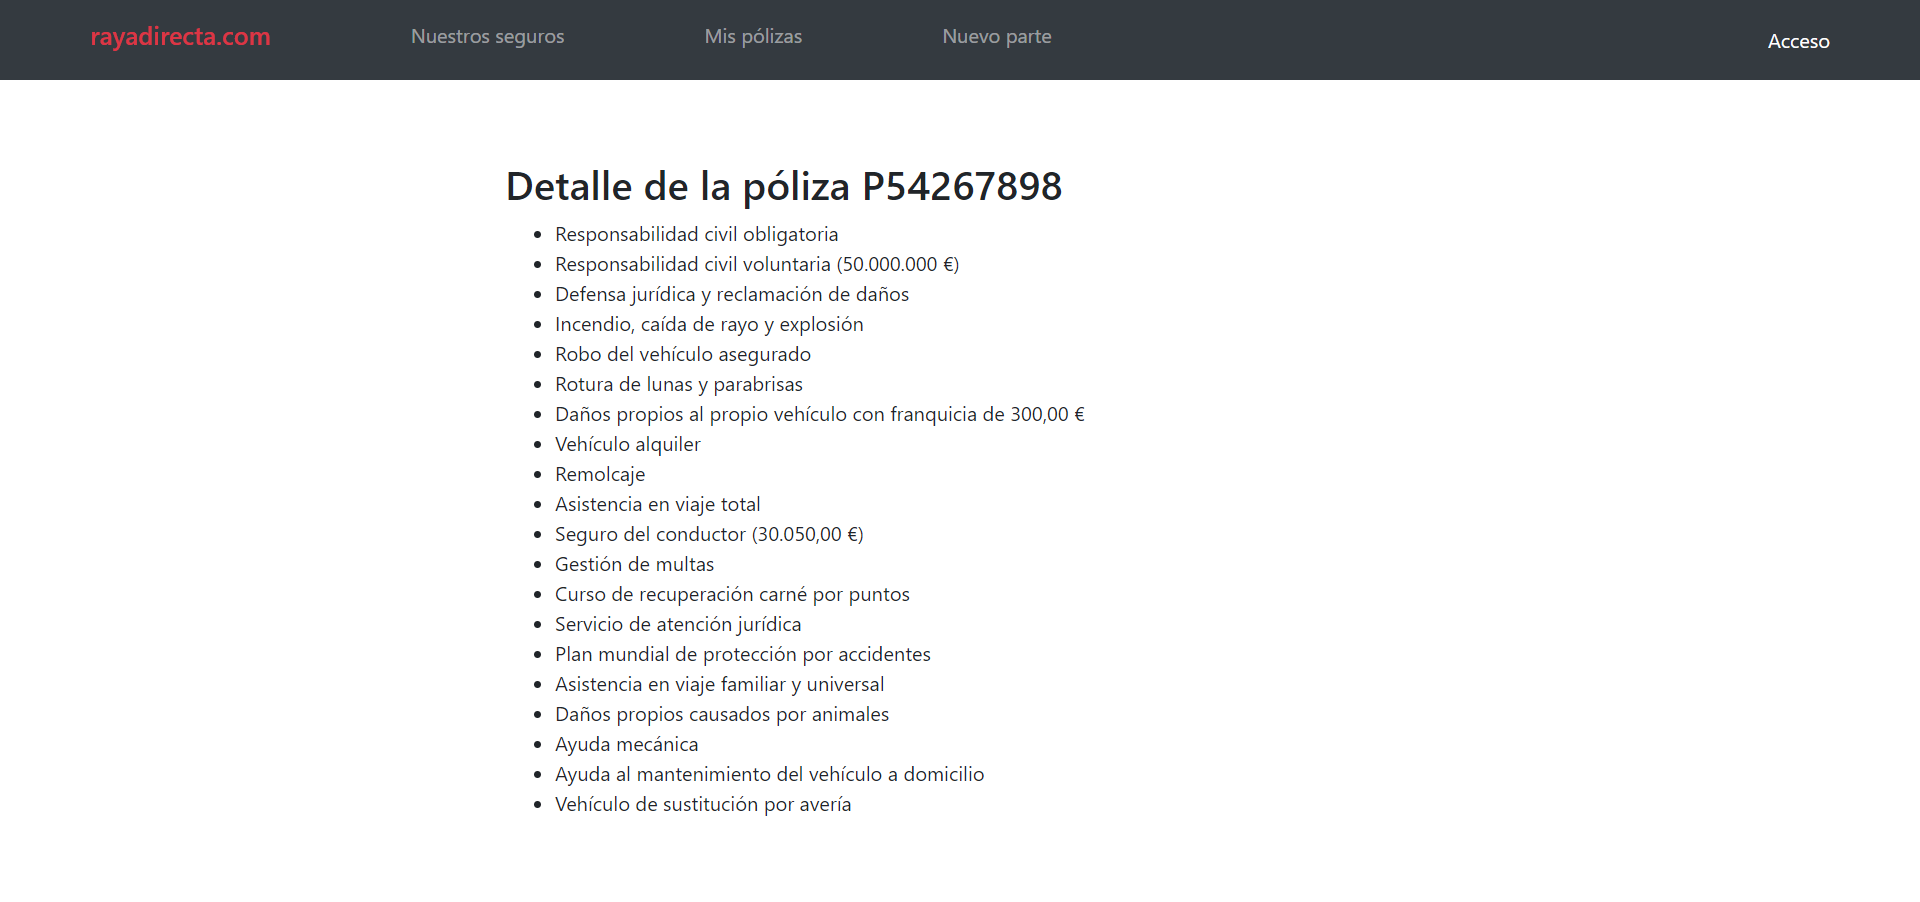 rayadirecta.com
Nuestros seguros
Mis pólizas
Nuevo parte
Acceso
Detalle de la póliza P54267898
Responsabilidad civil obligatoria
Responsabilidad civil voluntaria (50.000.000 €)
Defensa jurídica y reclamación de daños
Incendio, caída de rayo y explosión
Robo del vehículo asegurado
Rotura de lunas y parabrisas
Daños propios al propio vehículo con franquicia de 300,00 €
Vehículo alquiler
Remolcaje
Asistencia en viaje total
Seguro del conductor (30.050,00 €)
Gestión de multas
Curso de recuperación carné por puntos
Servicio de atención jurídica
Plan mundial de protección por accidentes
Asistencia en viaje familiar y universal
Daños propios causados por animales
Ayuda mecánica
Ayuda al mantenimiento del vehículo a domicilio
Vehículo de sustitución por avería